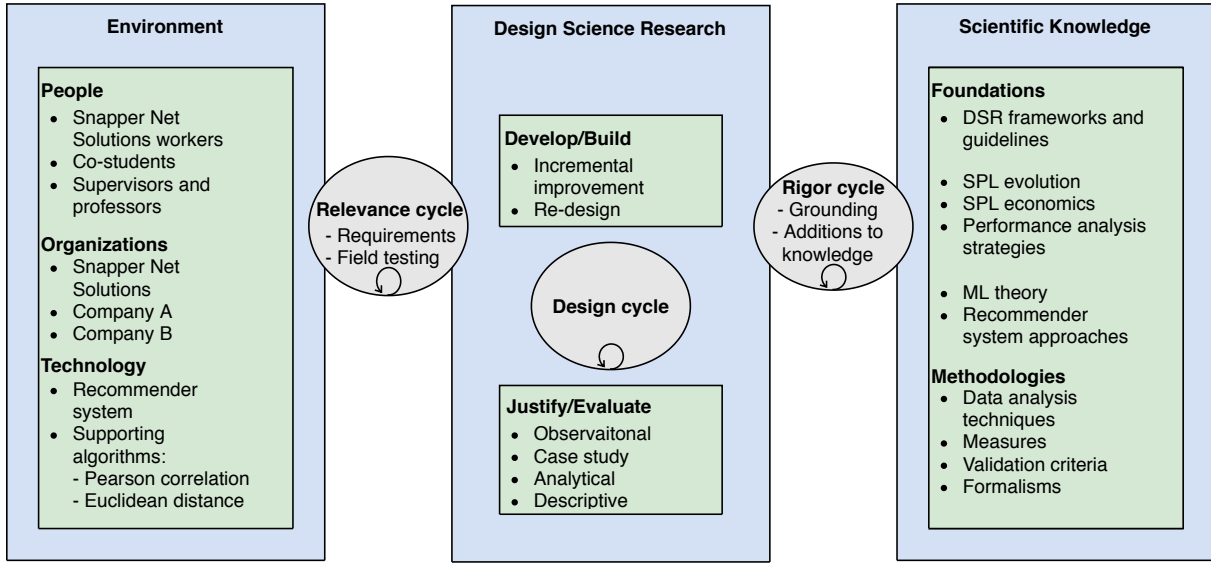 Environment
People
• Snapper Net
Solutions workers
• Co-students
• Supervisors and
professors
Organizations
• Snapper Net
Solutions
• Company A
• Company B
Technology
• Recommender
system
• Supporting
algorithms:
- Pearson correlation
- Euclidean distance
Relevance cycle
- Requirements
- Field testing
Design Science Research
Develop/Build
• Incremental
improvement
• Re-design
Design cycle
Justify/Evaluate
• Observaitonal
• Case study
• Analytical
• Descriptive
Rigor cycle
- Grounding
- Additions to
knowledge
Scientific Knowledge
Foundations
• DSR frameworks and
guidelines
• SPL evolution
• SPL economics
• Performance analysis
strategies
• ML theory
• Recommender
system approaches
Methodologies
• Data analysis
techniques
• Measures
• Validation criteria
• Formalisms